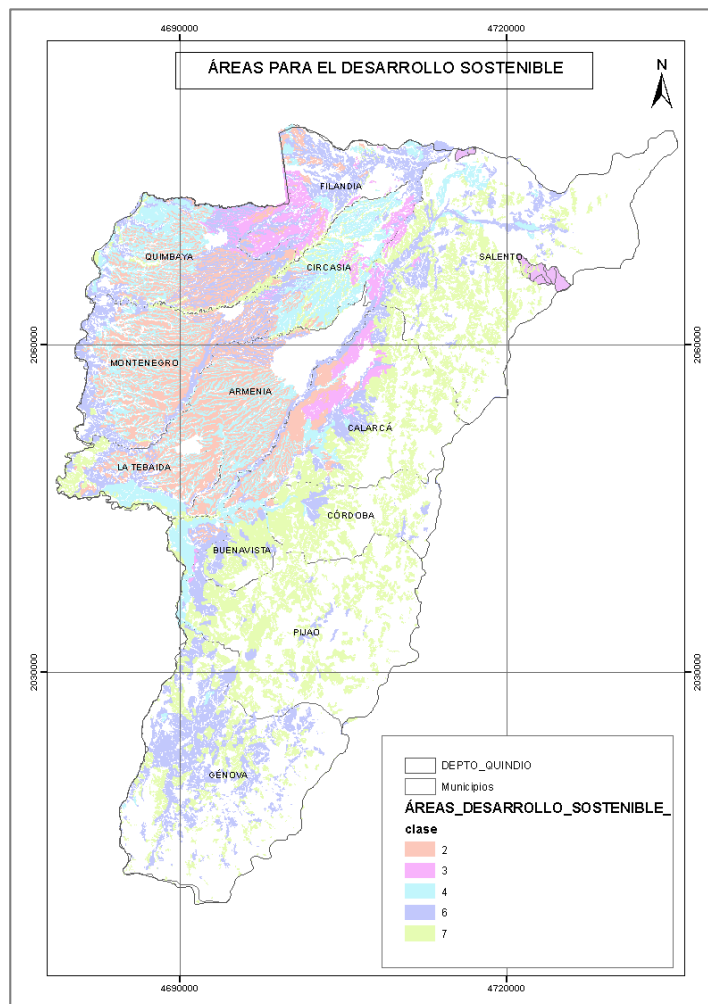 4690000
4720000
ÁREAS PARA EL DESARROLLO SOSTENIBLE
N
FILANDIA
QUIMBAYA
SALENTO
CIRCASIA
2060000
2060000
MONTENEGRO
ARMENIA
CALARCÁ
LA TEBAIDA
CÓRDOBA
BUENAVISTA
PIJAO
2030000
2030000
GÉNOVA
DEPTO_QUINDIO
Municipios
ÁREAS_DESARROLLO_SOSTENIBLE_
clase
2
3
4
6
7
4690000
4720000